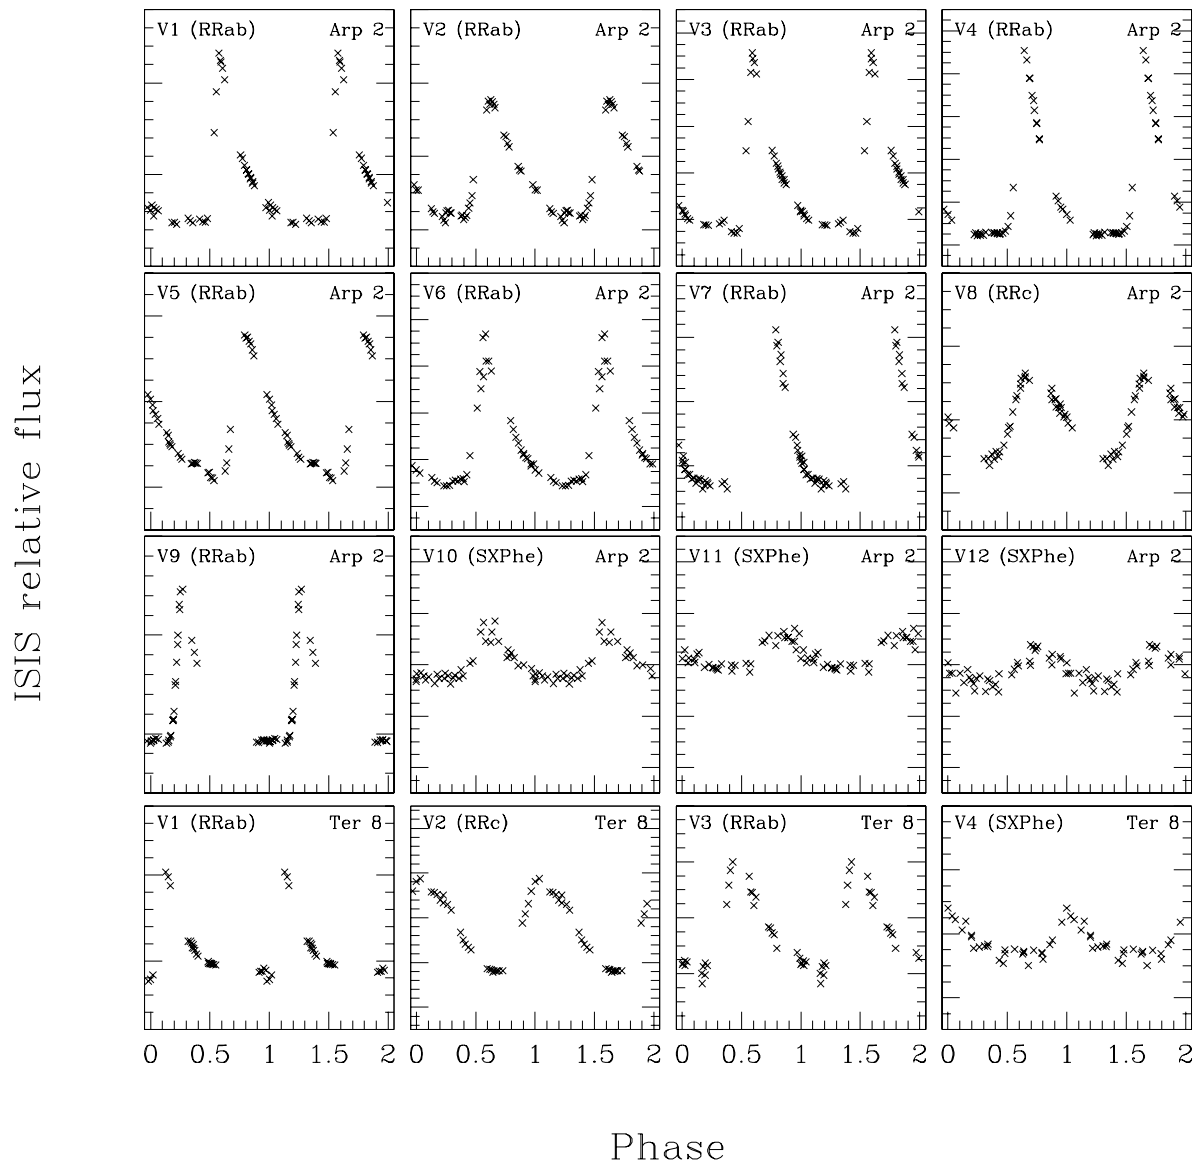 V1 (RRab) Arp 2
V2 (RRab) Arp 2
V3 (RRab) Arp 2
V4 (RRab) Arp 2
V5 (RRab) Arp 2
V6 (RRab) Arp 2
V7 (RRab) Arp 2
V8 (RRc) Arp 2
V9 (RRab) Arp 2
V10 (SXPhe) Arp 2
V11 (SXPhe) Arp 2
V12 (SXPhe) Arp 2
V1 (RRab) Ter 8
V2 (RRc) Ter 8
V3 (RRab) Ter 8
V4 (SXPhe) Ter 8
ISIS relative flux
0 0.5 1 1.5 2 0 0.5 1 1.5 2 0 0.5 1 1.5 2 0 0.5 1 1.5 2
Phase